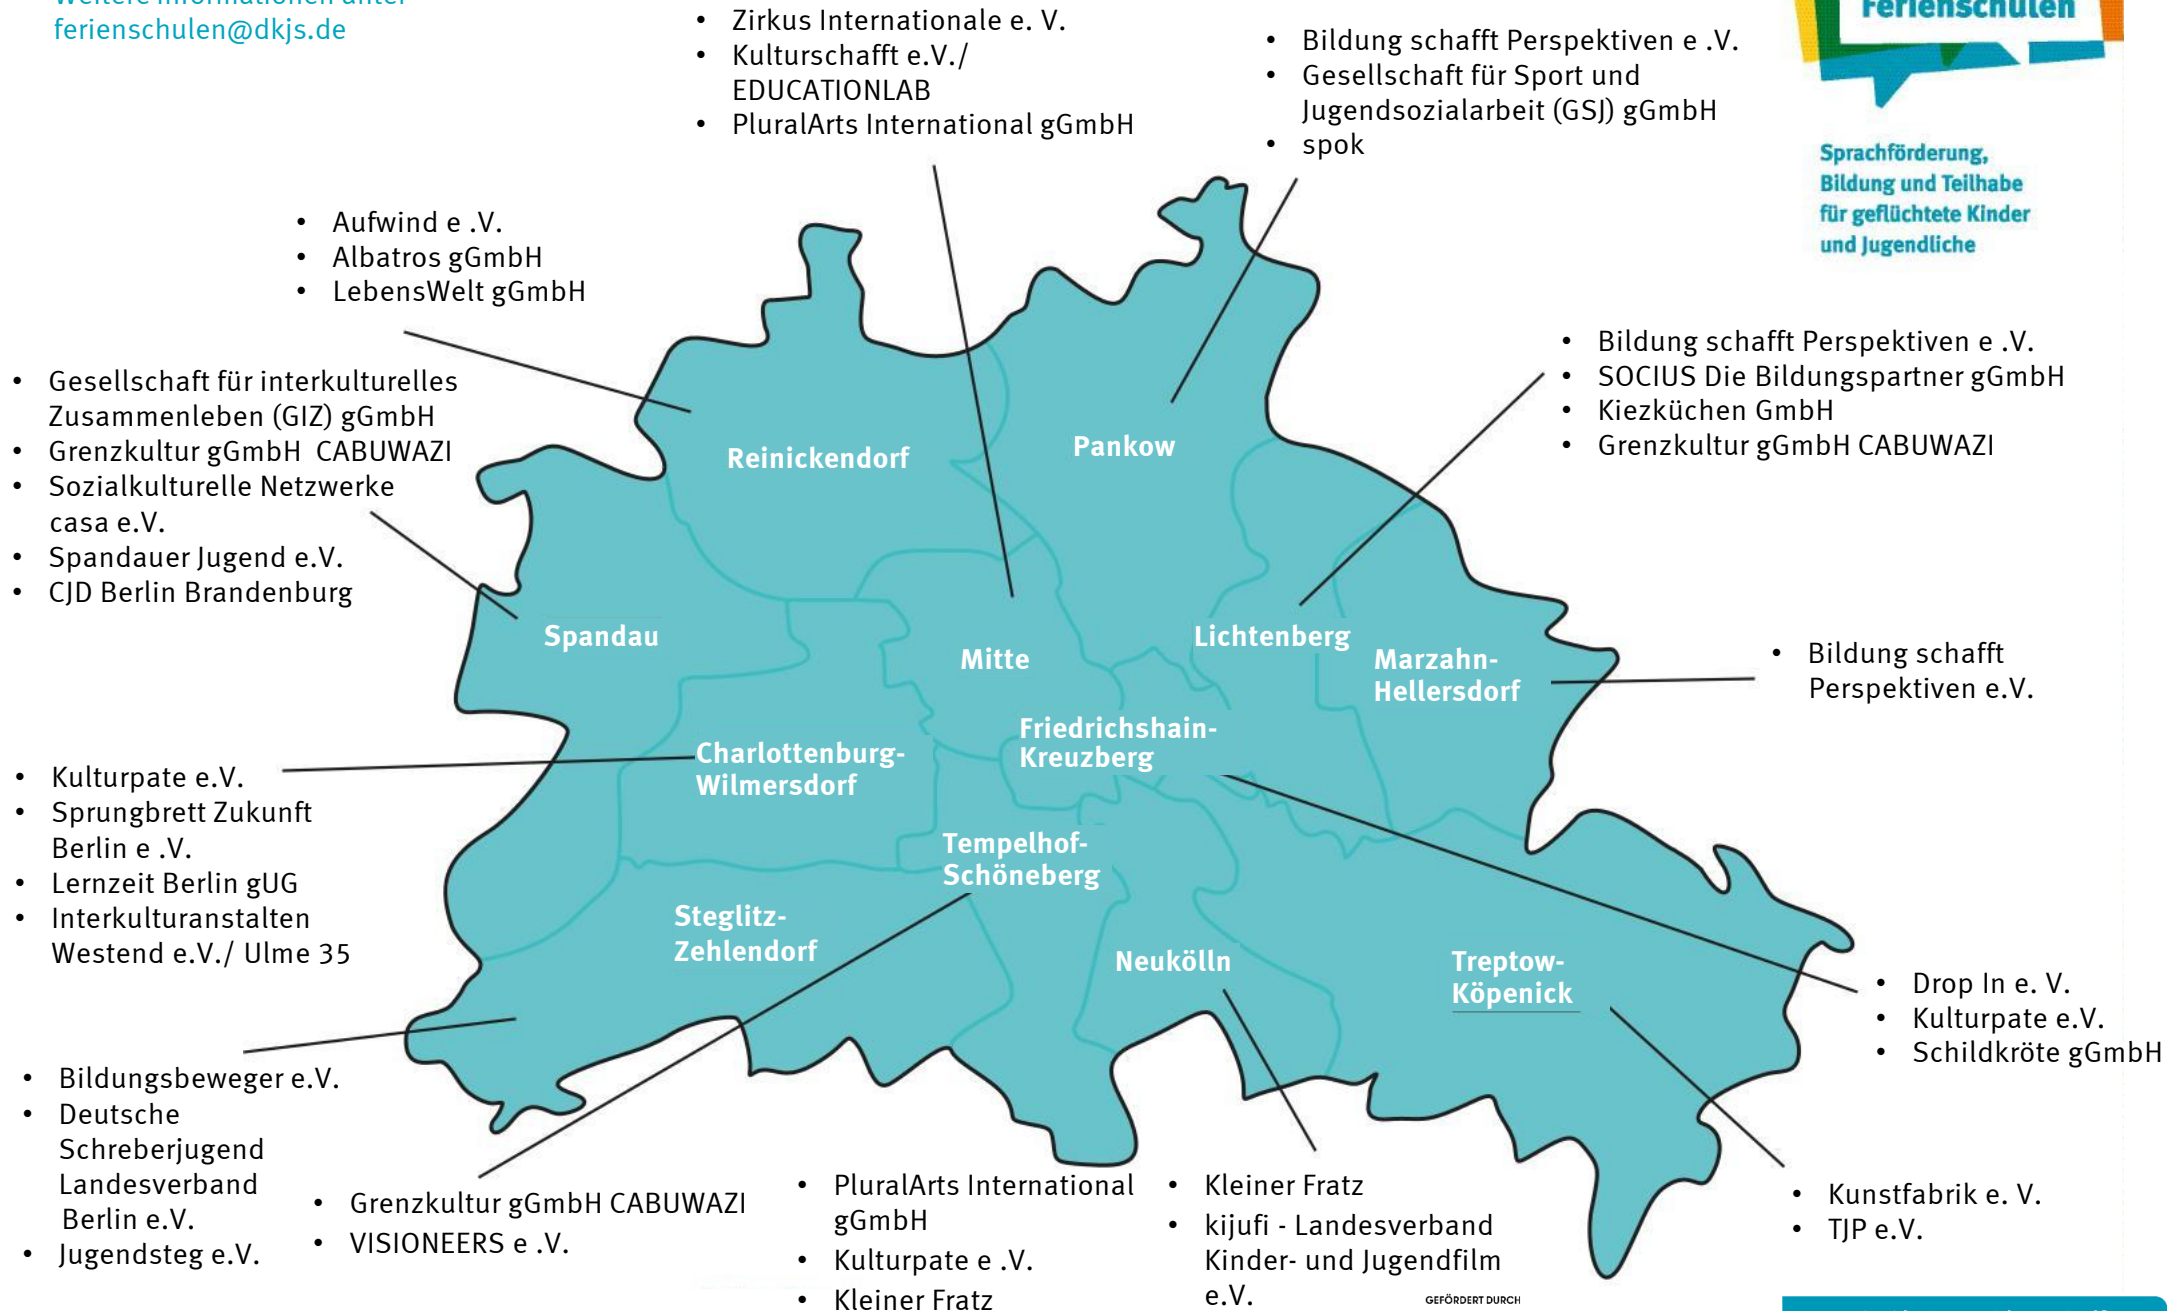 Weitere Informationen unter
ferienschulen@dkjs.de
• Zirkus Internationale e. V.
• Kulturschafft e.V./
EDUCATIONLAB
• PluralArts International gGmbH
• Bildung schafft Perspektiven e .V.
• Gesellschaft für Sport und
Jugendsozialarbeit (GSJ) gGmbH
• spok
Ferienschulen
Sprachförderung,
Bildung und Teilhabe
für geflüchtete Kinder
und Jugendliche
• Aufwind e .V.
• Albatros gGmbH
• LebensWelt gGmbH
• Gesellschaft für interkulturelles
Zusammenleben (GIZ) gGmbH
• Grenzkultur gGmbH CABUWAZI
• Sozialkulturelle Netzwerke
casa e.V.
• Spandauer Jugend e.V.
• CJD Berlin Brandenburg
• Bildung schafft Perspektiven e .V.
• SOCIUS Die Bildungspartner gGmbH
• Kiezküchen GmbH
• Grenzkultur gGmbH CABUWAZI
Reinickendorf
Pankow
Spandau
Mitte
Lichtenberg
Marzahn-
Hellersdorf
• Bildung schafft
Perspektiven e.V.
Friedrichshain-
Kreuzberg
Charlottenburg-
Wilmersdorf
• Kulturpate e.V.
• Sprungbrett Zukunft
Berlin e .V.
• Lernzeit Berlin gUG
• Interkulturanstalten
Westend e.V./ Ulme 35
Tempelhof-
Schöneberg
Steglitz-
Zehlendorf
Neukölln
Treptow-
Köpenick
• Drop In e. V.
• Kulturpate e.V.
• Schildkröte gGmbH
• Bildungsbeweger e.V.
• Deutsche
Schreberjugend
Landesverband
Berlin e.V.
• Jugendsteg e.V.
• Grenzkultur gGmbH CABUWAZI
• VISIONEERS e .V.
• PluralArts International
gGmbH
• Kulturpate e .V.
• Kleiner Fratz
• Kleiner Fratz
• kijufi - Landesverband
Kinder- und Jugendfilm
e.V.
• Kunstfabrik e. V.
• TJP e.V.
GEFÖRDERT DURCH